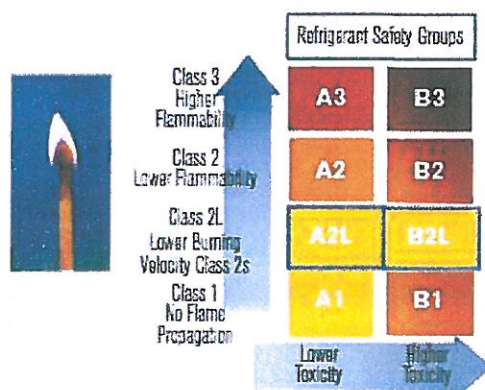 Refrigerant Safety Groups
Class 3
Higher
Flammability
A3 B3
Class 2
Lower Flammability
A2 B2
Class 2L
Lower Burning
Velocity Class 2s
A2L B2L
Class 1
No Flame
Propagation
A1 B1
Lower
Toxicity
Higher
Toxicity